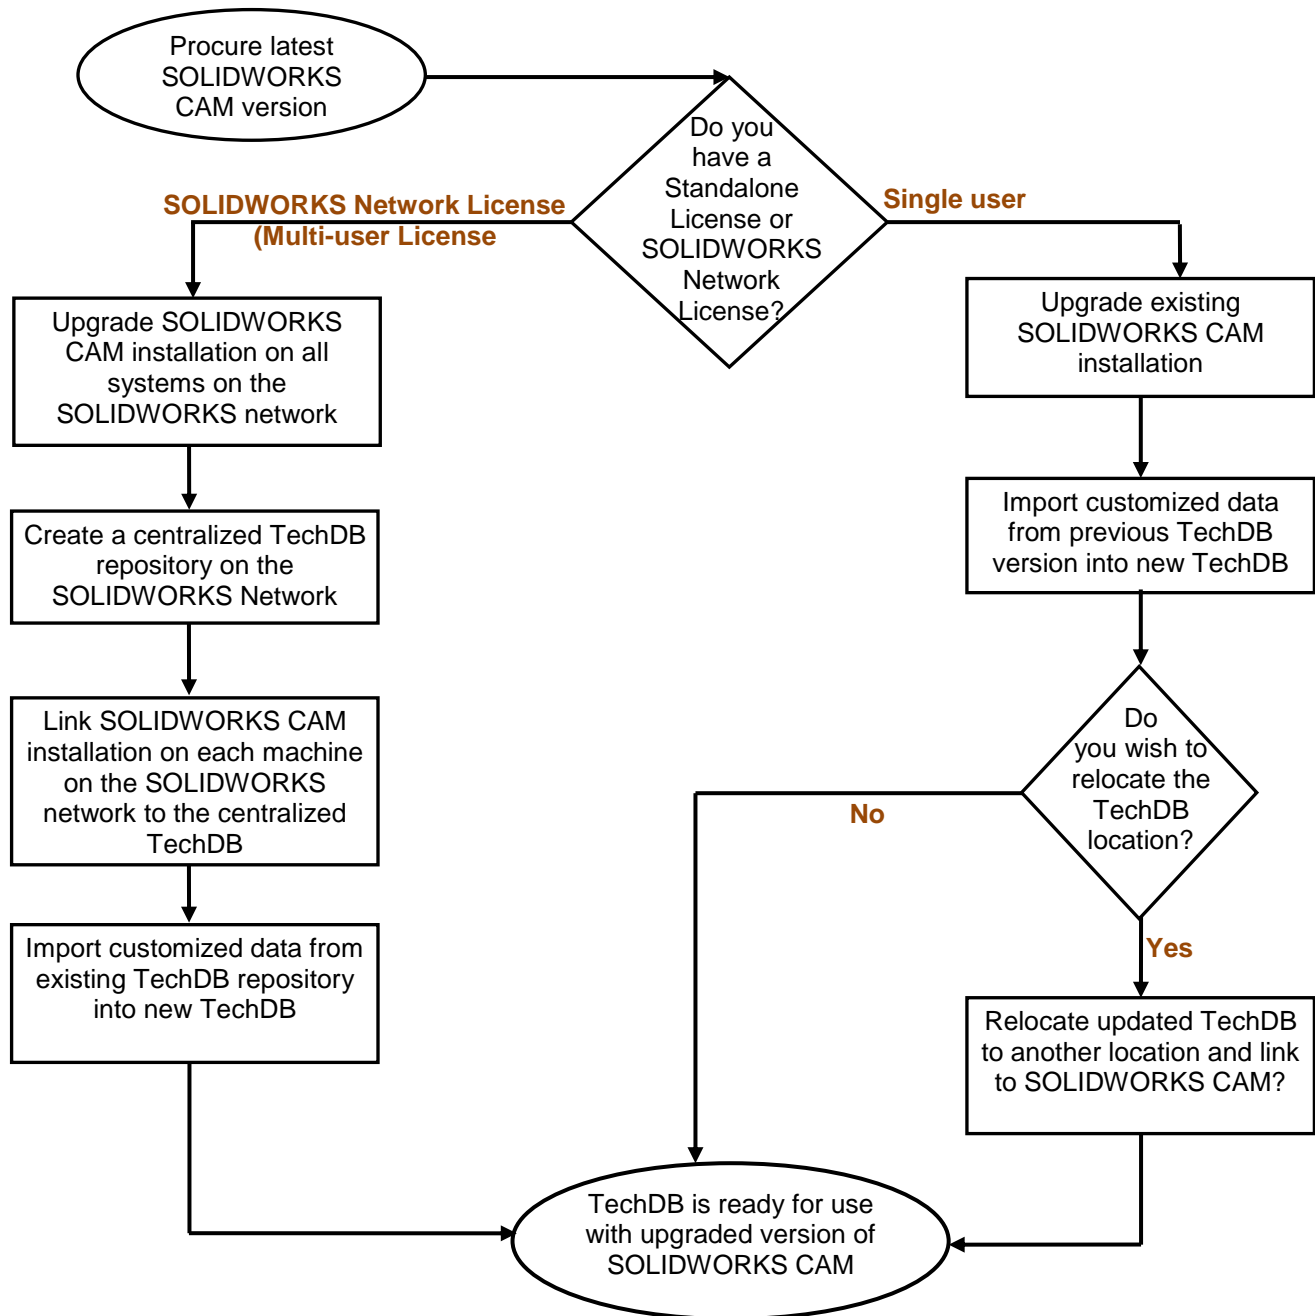 Procure latest
SOLIDWORKS
CAM version
Do you
have a
Standalone
License or
SOLIDWORKS
Network
License?
SOLIDWORKS Network License
(Multi-user License
Single user
Upgrade SOLIDWORKS
CAM installation on all
systems on the
SOLIDWORKS network
Create a centralized TechDB
repository on the
SOLIDWORKS Network
Link SOLIDWORKS CAM
installation on each machine
on the SOLIDWORKS
network to the centralized
TechDB
Import customized data from
existing TechDB repository
into new TechDB
Upgrade existing
SOLIDWORKS CAM
installation
Import customized data
from previous TechDB
version into new TechDB
Do
you wish to
relocate the
TechDB
location?
No
Yes
Relocate updated TechDB
to another location and link
to SOLIDWORKS CAM?
TechDB is ready for use
with upgraded version of
SOLIDWORKS CAM